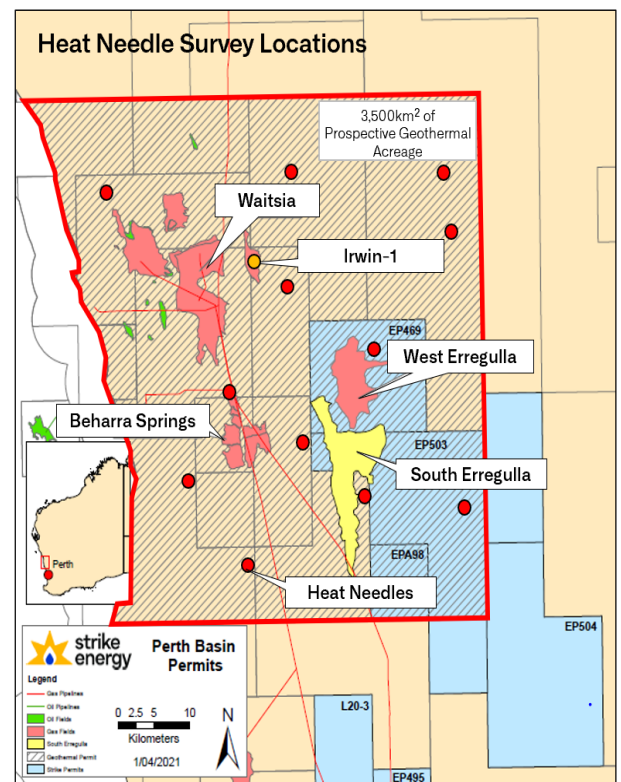 Heat Needle Survey Locations
3,500km² of
Prospective Geothermal
Acreage
Waitsia
Irwin-1
EP469
West Erregulla
Beharra Springs
EP503
South Erregulla
Perth
EPA98
Heat Needles
EP504
strike
energy
Perth Basin
Permits
Legend
Gas Pipelines
Oil Pipelines
Oil Fields
Gas Fields
South Erregulla
Geothermal Permit
Strike Permits
0 2.5 5 10
Kilometers
1/04/2021
N
L20-3
EP495